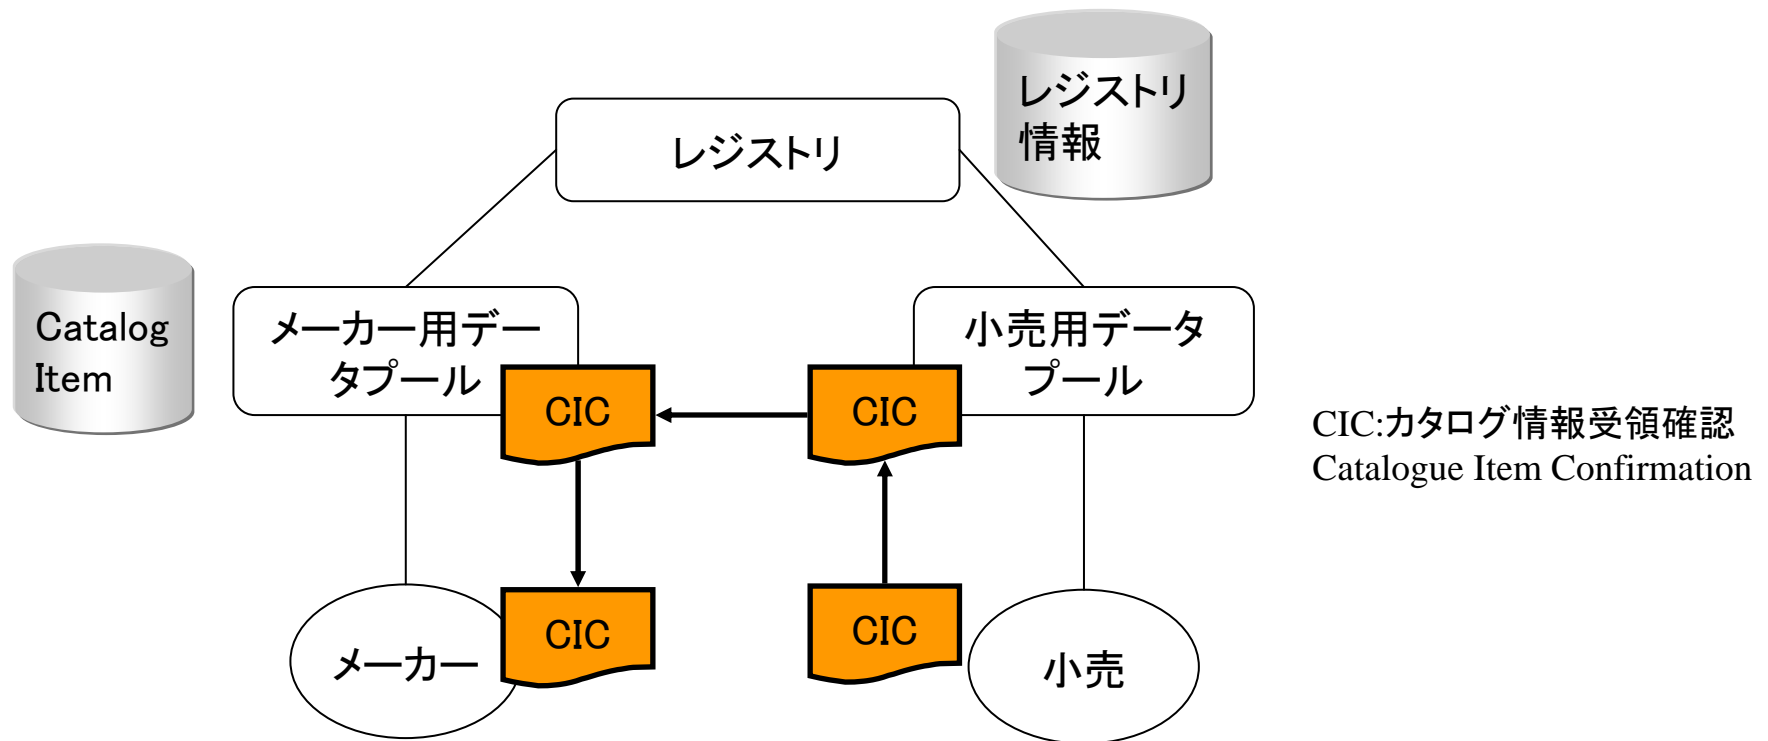 レジストリ
情報
レジストリ
Catalog
Item
メーカー用デー
タプール
小売用データ
プール
CIC
CIC
CIC:カタログ情報受領確認
Catalogue Item Confirmation
CIC
CIC
メーカー
小売